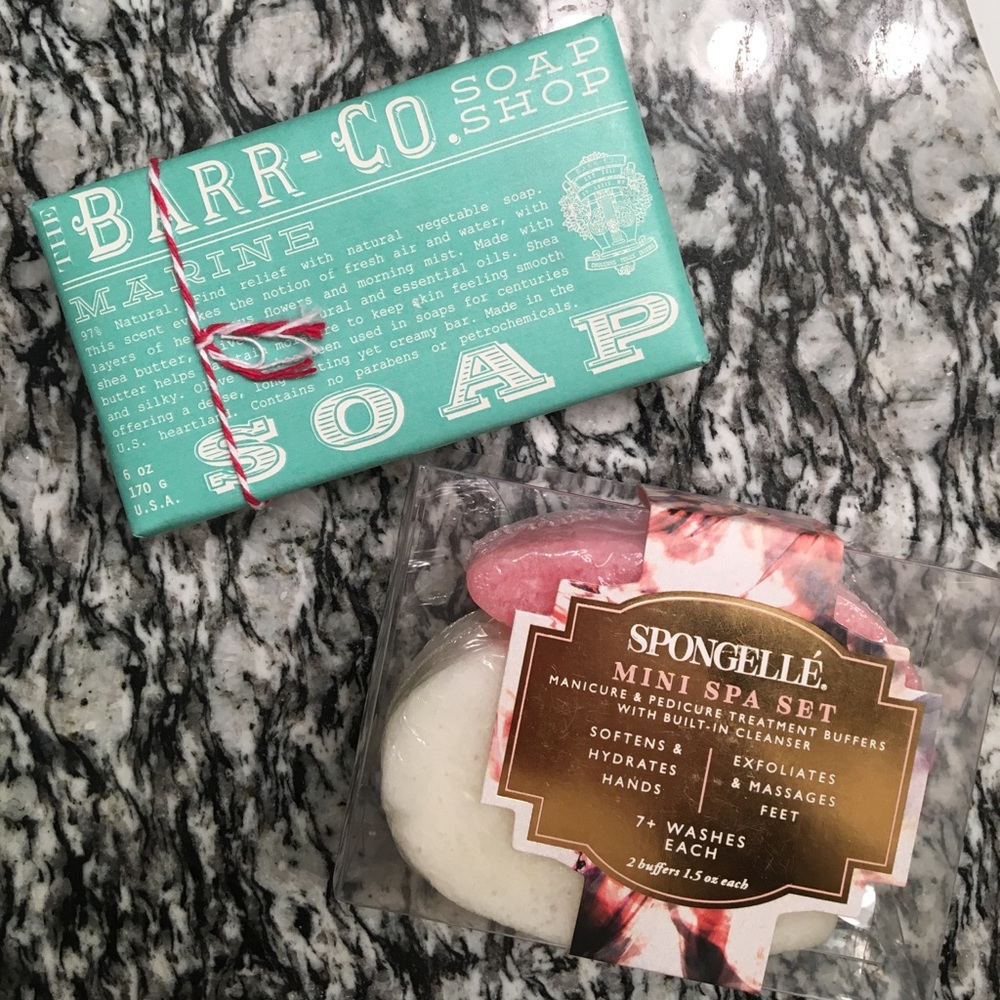 THE BARR-CO. SOAP SHOP
MARINE
97% Natural. Find relief with natural vegetable soap.
This scent evokes the notion of fresh air and water, with
layers of flowers and morning mist. Made with
shea butter, natural and essential oils. Shea
butter helps to keep skin feeling smooth
and silky. Olive been used in soaps for centuries
offering a dense, long lasting yet creamy bar. Made in the
U.S. heartland. Contains no parabens or petrochemicals.
SOAP
6 OZ
170 G
U.S.A.
SPONGELLÉ.
MINI SPA SET
MANICURE & PEDICURE TREATMENT BUFFERS
WITH BUILT-IN CLEANSER
SOFTENS &
HYDRATES
HANDS
EXFOLIATES
& MASSAGES
FEET
7+ WASHES
EACH
2 buffers 1.5 oz each